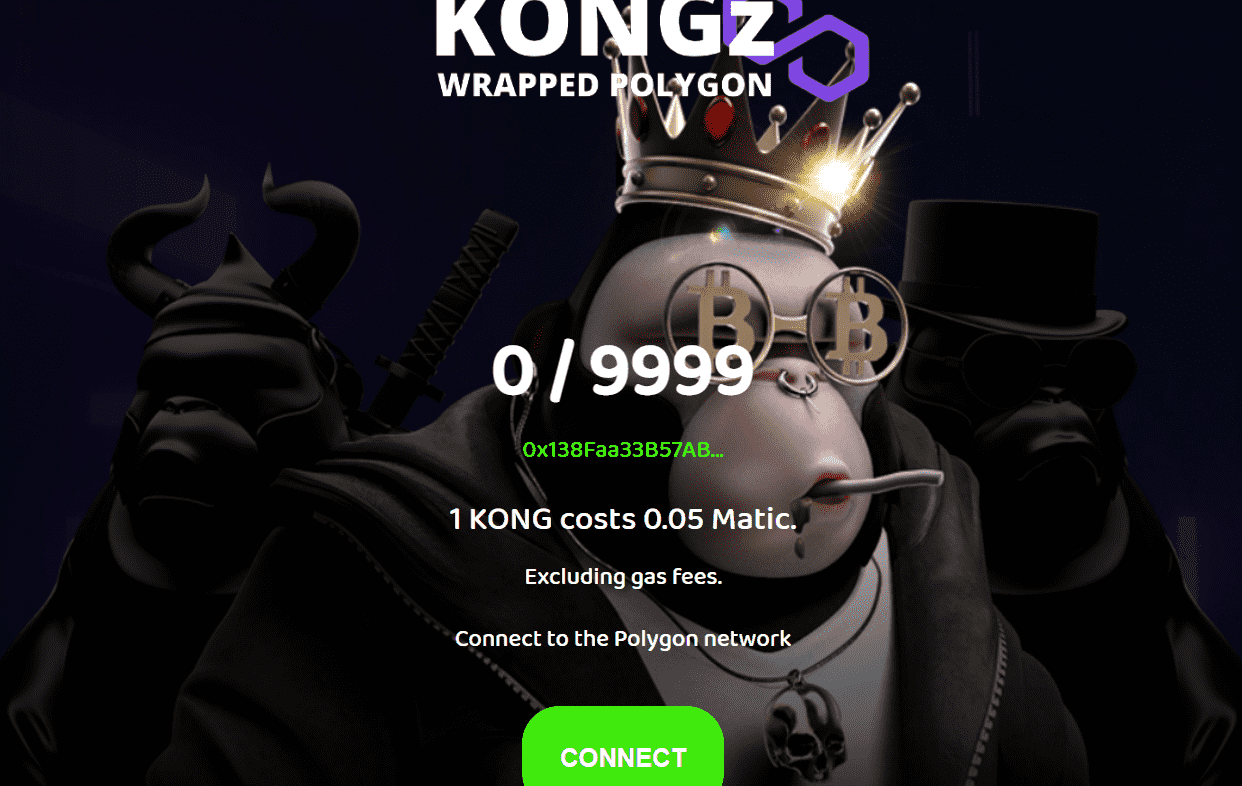 KONGz
WRAPPED POLYGON
0 / 9999
0x138Faa33B57AB...
1 KONG costs 0.05 Matic.
Excluding gas fees.
Connect to the Polygon network
CONNECT